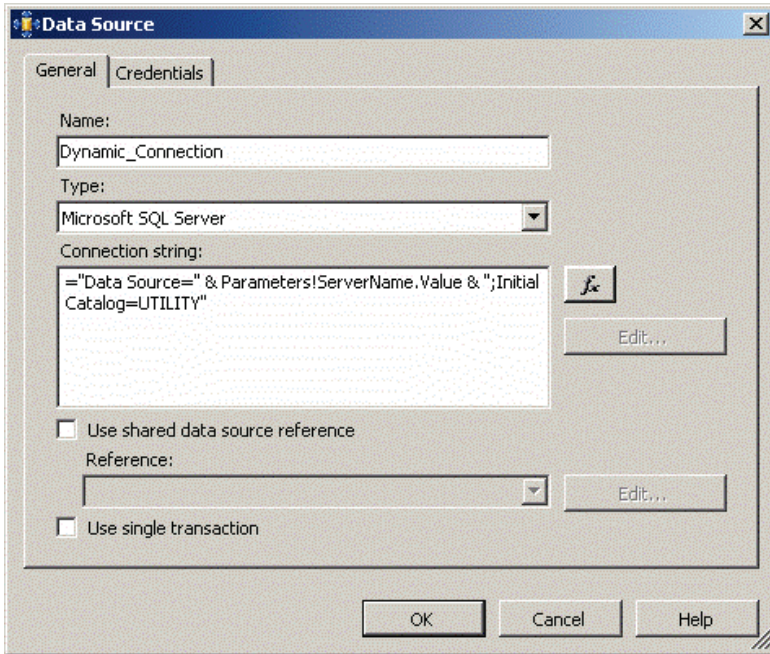 Data Source
General Credentials
Name:
Dynamic_Connection
Type:
Microsoft SQL Server
Connection string:
="Data Source=" & Parameters!ServerName.Value & ";Initial
Catalog=UTILITY"
fx
Edit...
Use shared data source reference
Reference:
Edit...
Use single transaction
OK Cancel Help